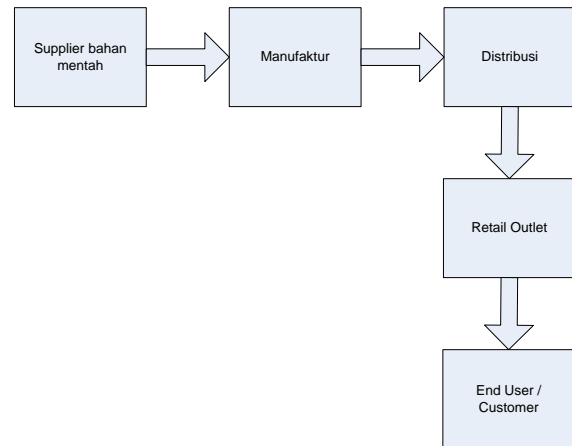 Supplier bahan
mentah
Manufaktur
Distribusi
Retail Outlet
End User /
Customer